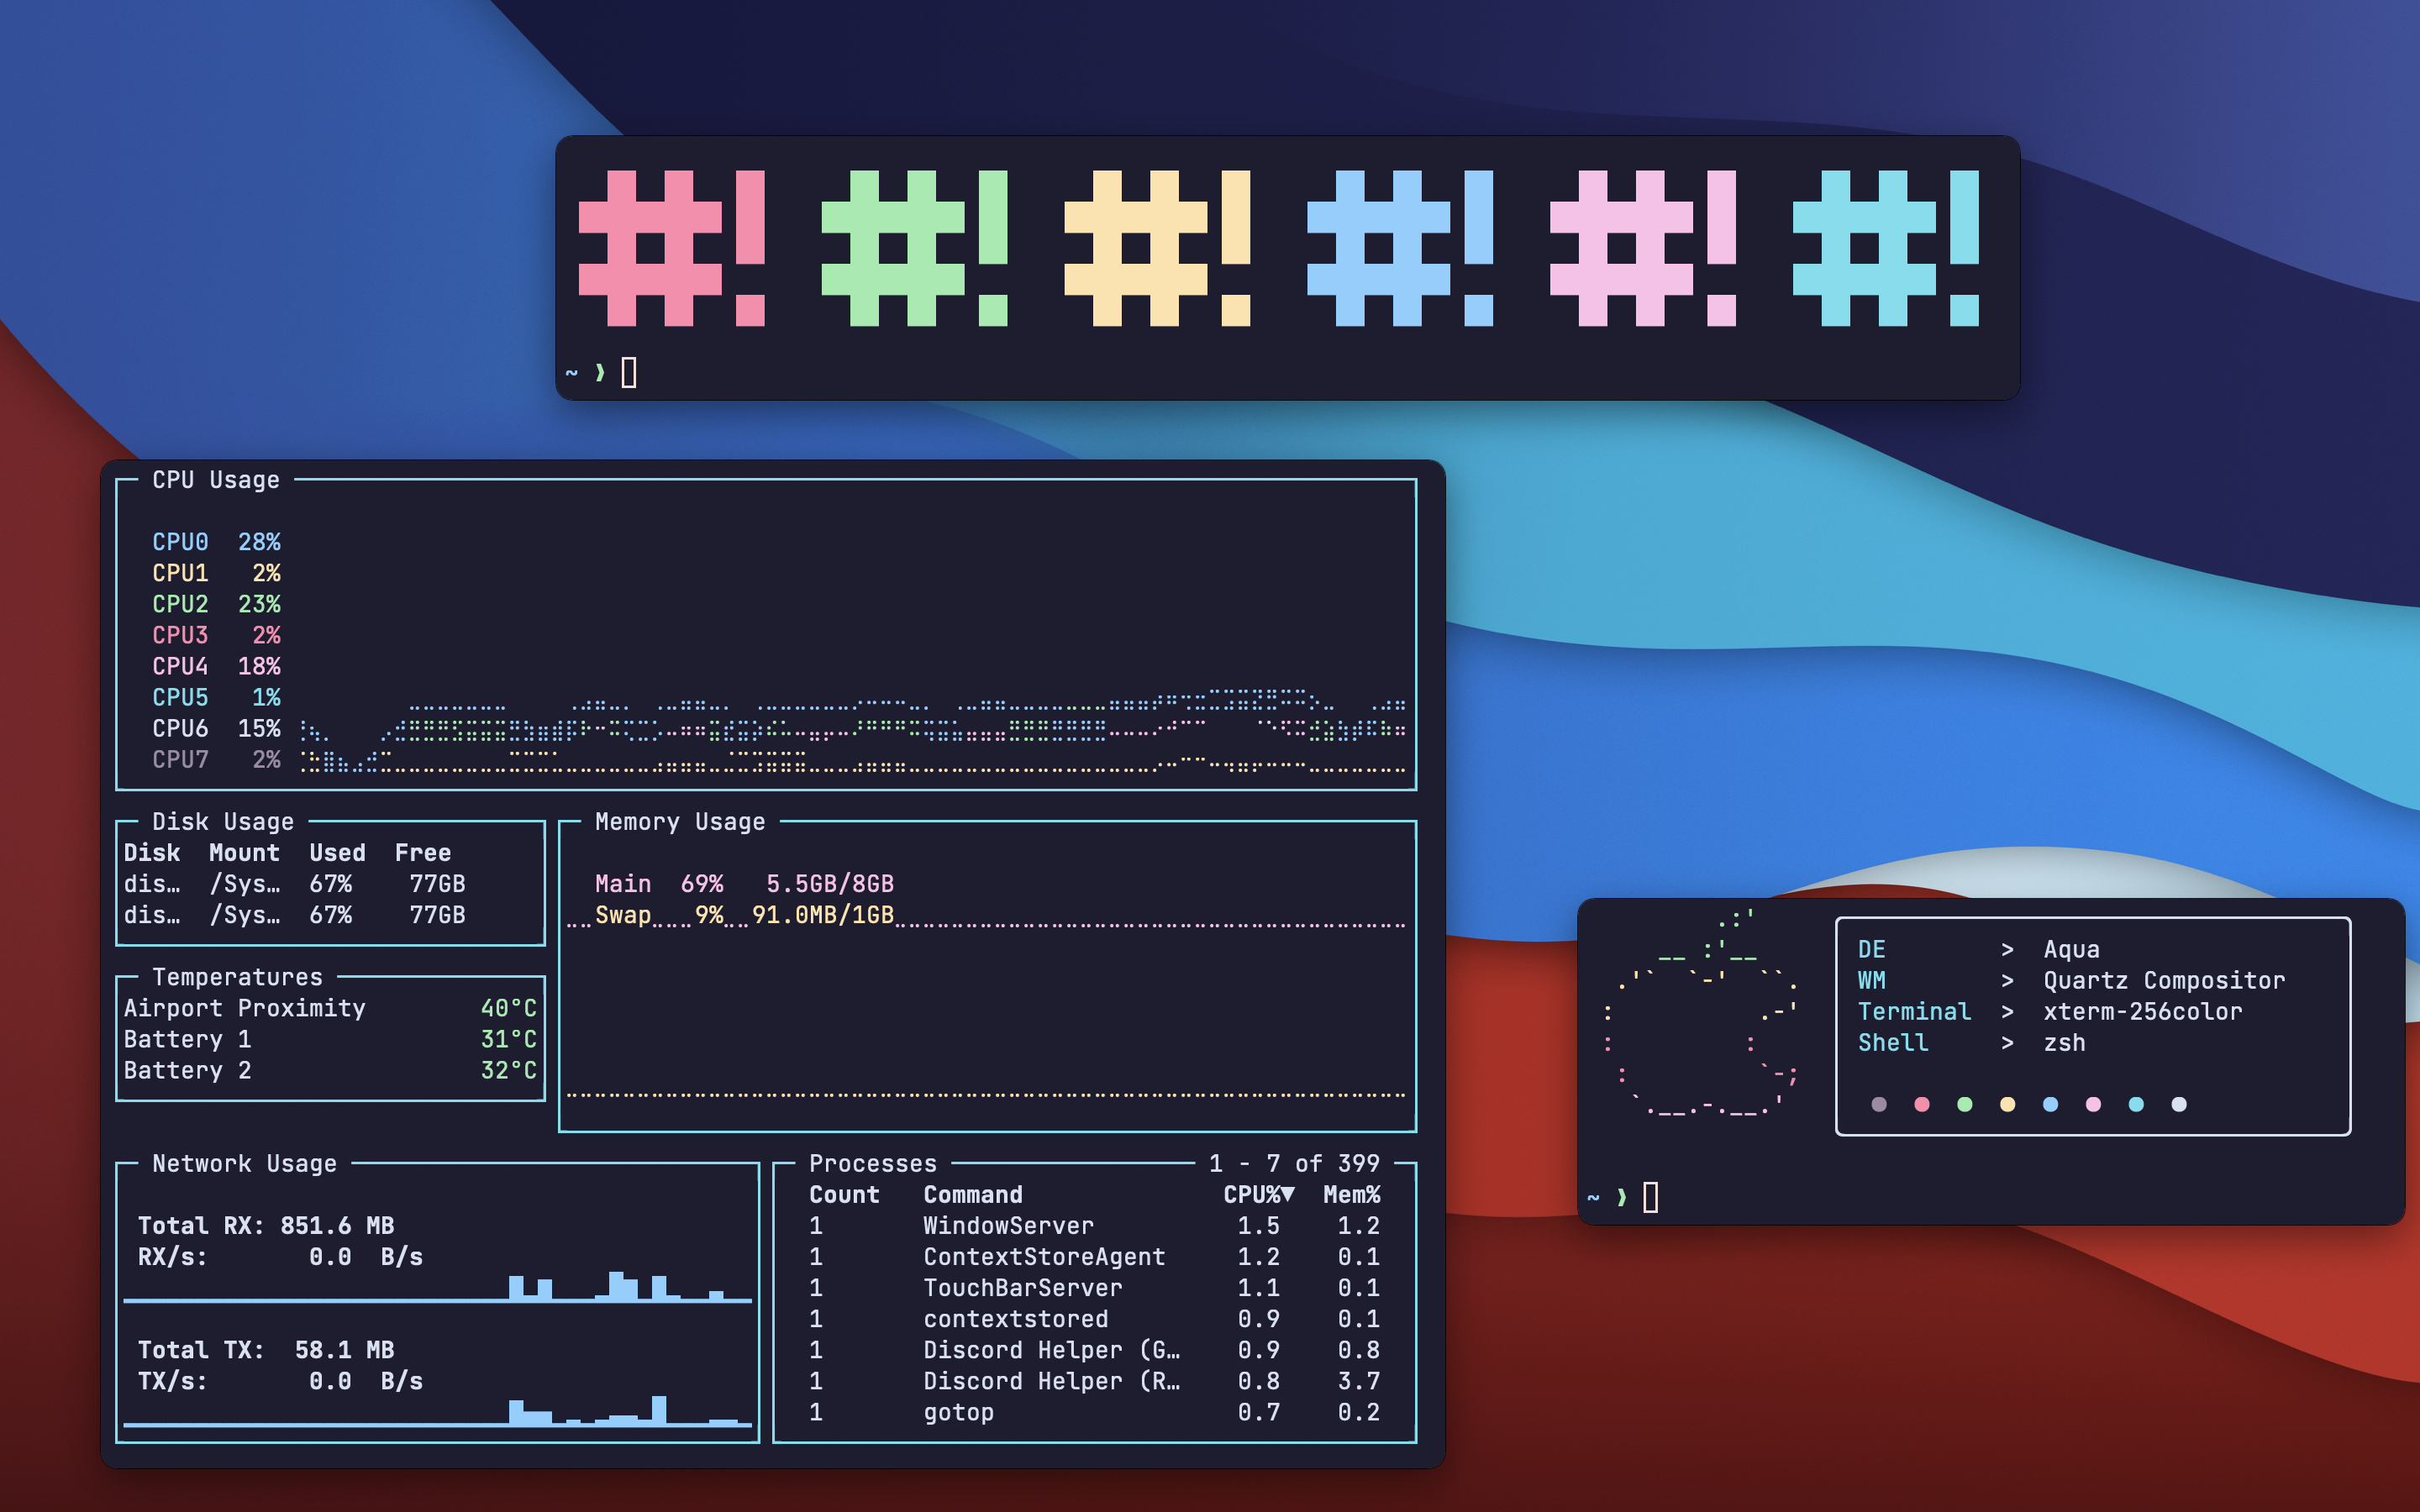 #! #! #! #! #! #!
~ ❯
CPU Usage
CPU0 28%
CPU1 2%
CPU2 23%
CPU3 2%
CPU4 18%
CPU5 1%
CPU6 15%
CPU7 2%
Disk Usage
Disk Mount Used Free
dis… /Sys… 67% 77GB
dis… /Sys… 67% 77GB
Memory Usage
Main 69% 5.5GB/8GB
Swap 9% 91.0MB/1GB
Temperatures
Airport Proximity 40°C
Battery 1 31°C
Battery 2 32°C
Network Usage
Total RX: 851.6 MB
RX/s: 0.0 B/s
Total TX: 58.1 MB
TX/s: 0.0 B/s
Processes 1 - 7 of 399
Count Command CPU%▼ Mem%
1 WindowServer 1.5 1.2
1 ContextStoreAgent 1.2 0.1
1 TouchBarServer 1.1 0.1
1 contextstored 0.9 0.1
1 Discord Helper (G… 0.9 0.8
1 Discord Helper (R… 0.8 3.7
1 gotop 0.7 0.2
DE > Aqua
WM > Quartz Compositor
Terminal > xterm-256color
Shell > zsh
~ ❯